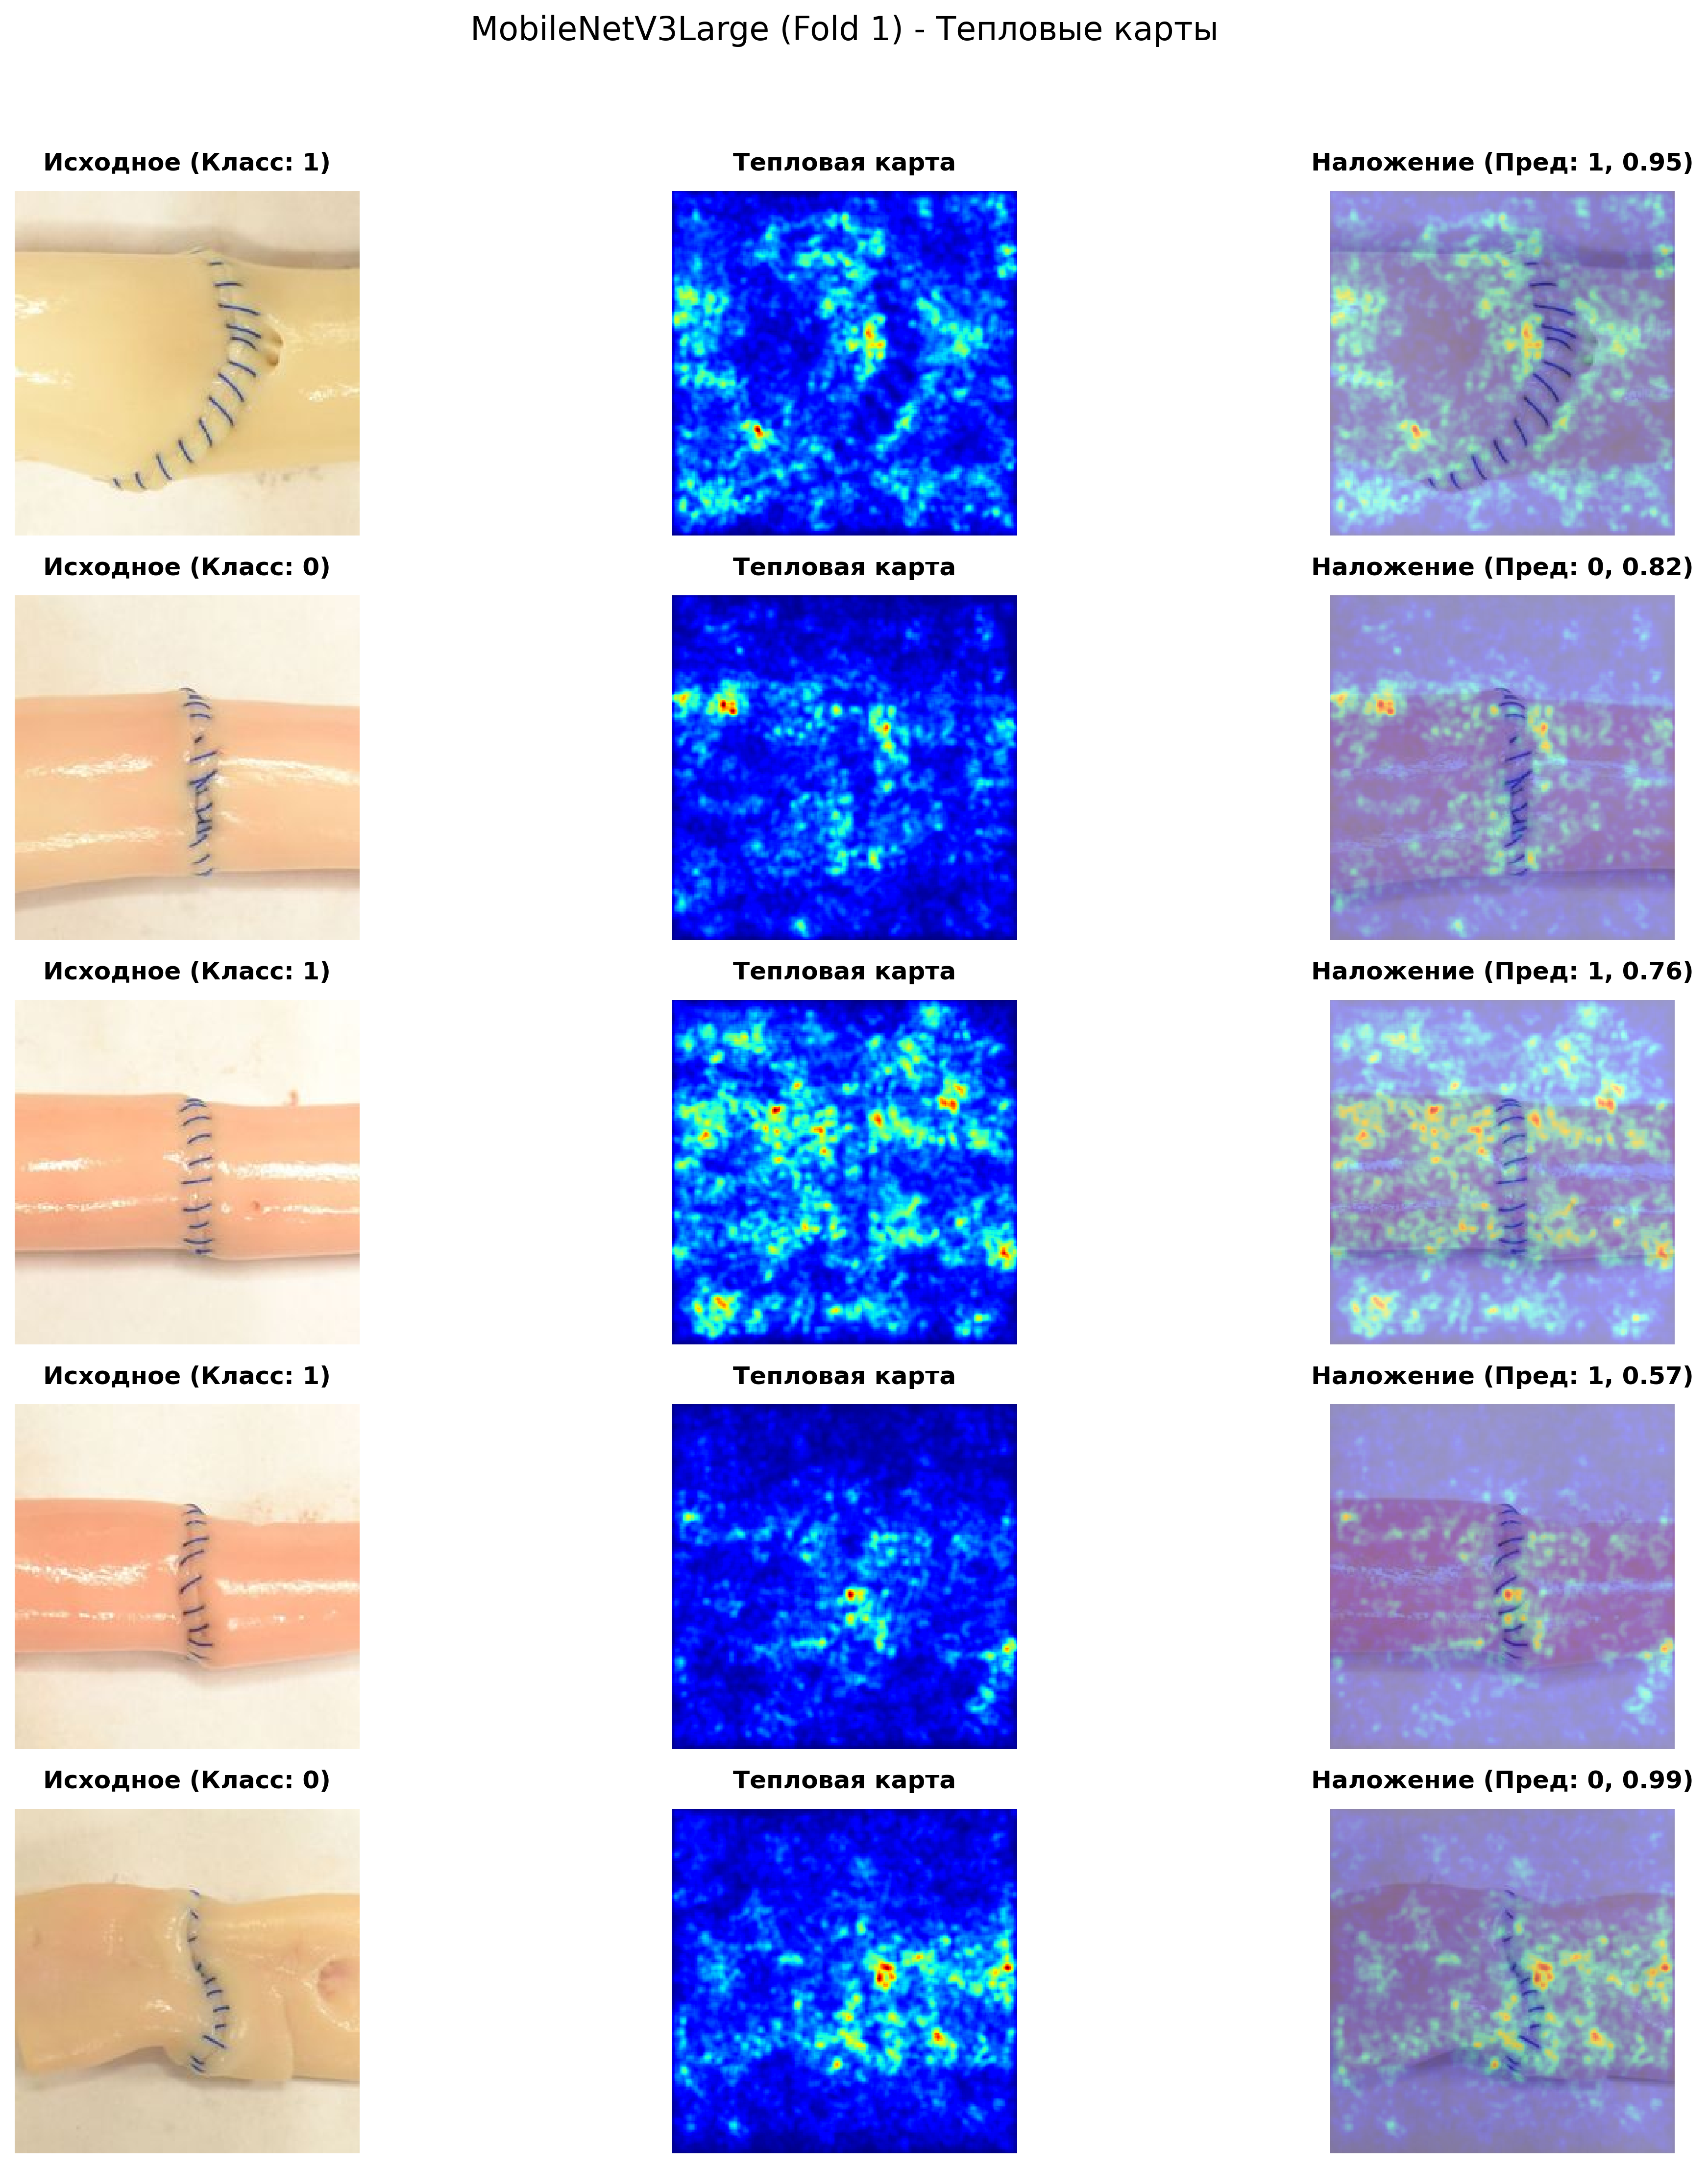 MobileNetV3Large (Fold 1) - Тепловые карты
Исходное (Класс: 1)
Тепловая карта
Наложение (Пред: 1, 0.95)
Исходное (Класс: 0)
Тепловая карта
Наложение (Пред: 0, 0.82)
Исходное (Класс: 1)
Тепловая карта
Наложение (Пред: 1, 0.76)
Исходное (Класс: 1)
Тепловая карта
Наложение (Пред: 1, 0.57)
Исходное (Класс: 0)
Тепловая карта
Наложение (Пред: 0, 0.99)